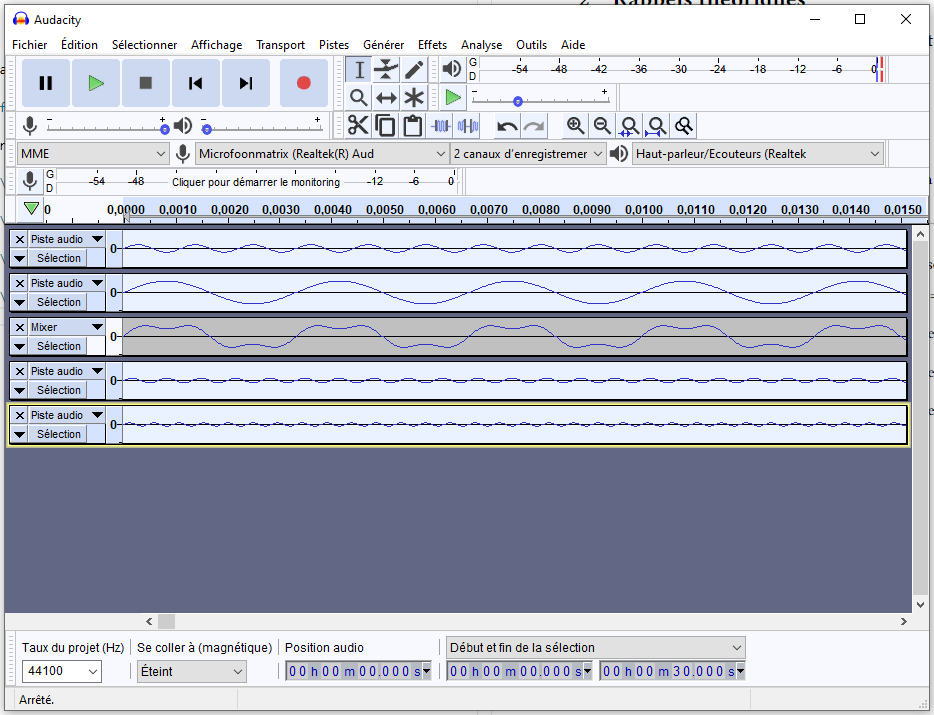 2 Rappels théoriques
Audacity
Fichier Édition Sélectionner Affichage Transport Pistes Générer Effets Analyse Outils Aide
G
D
-54 -48 -42 -36 -30 -24 -18 -12 -6 0
- +
- + - +
MME Microfoonmatrix (Realtek(R) Aud 2 canaux d'enregistremer Haut-parleur/Ecouteurs (Realtek
G
D
-54 -48 Cliquer pour démarrer le monitoring -12 -6 0
0 0,0000 0,0010 0,0020 0,0030 0,0040 0,0050 0,0060 0,0070 0,0080 0,0090 0,0100 0,0110 0,0120 0,0130 0,0140 0,0150
Piste audio
Sélection
0
Piste audio
Sélection
0
Mixer
Sélection
0
Piste audio
Sélection
0
Piste audio
Sélection
0
Taux du projet (Hz) Se coller à (magnétique) Position audio Début et fin de la sélection
44100 Éteint 00 h 00 m 00.000 s 00 h 00 m 00.000 s 00 h 00 m 30.000 s
Arrêté.